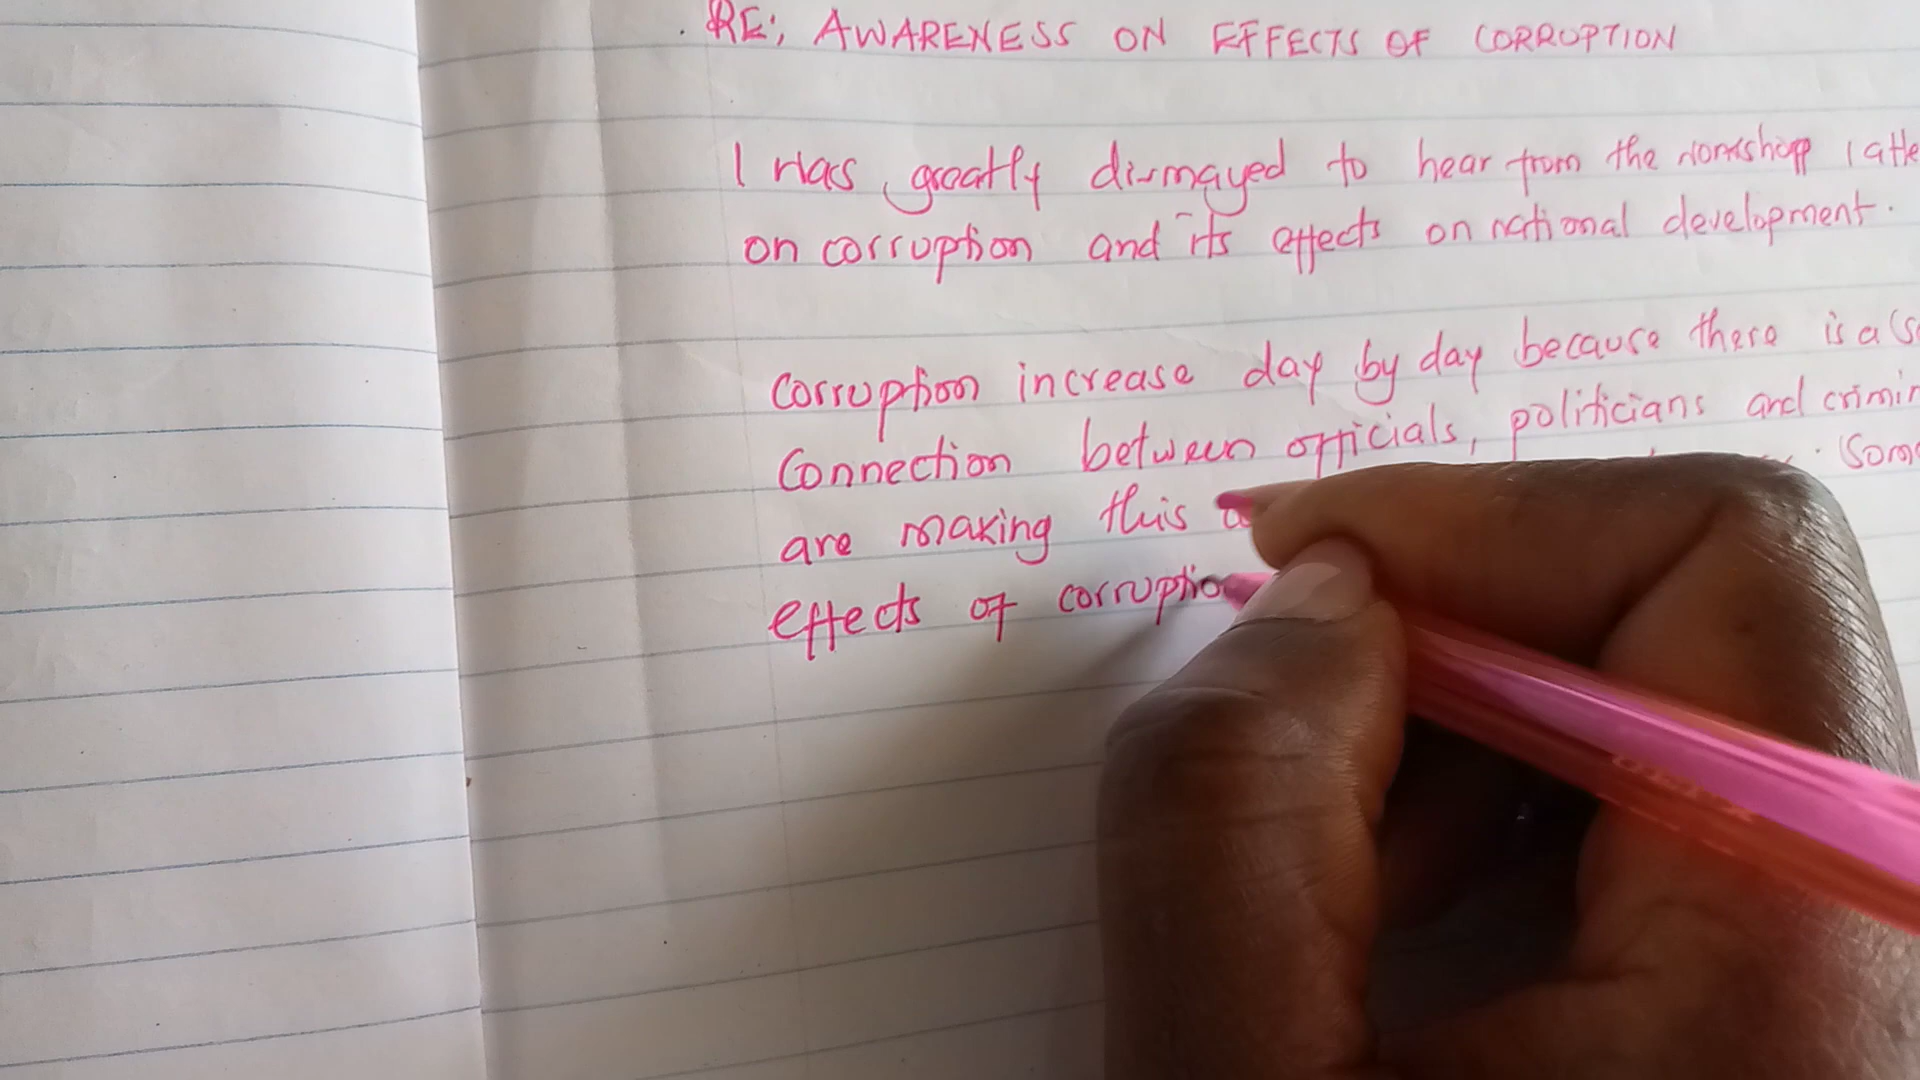 RE; AWARENESS ON EFFECTS OF CORRUPTION
I was greatly dismayed to hear from the workshop I atte
on corruption and its effects on national development.
Corruption increase day by day because there is a
Connection between officials, politicians and crimin
are making this
Some
effects of corruptio